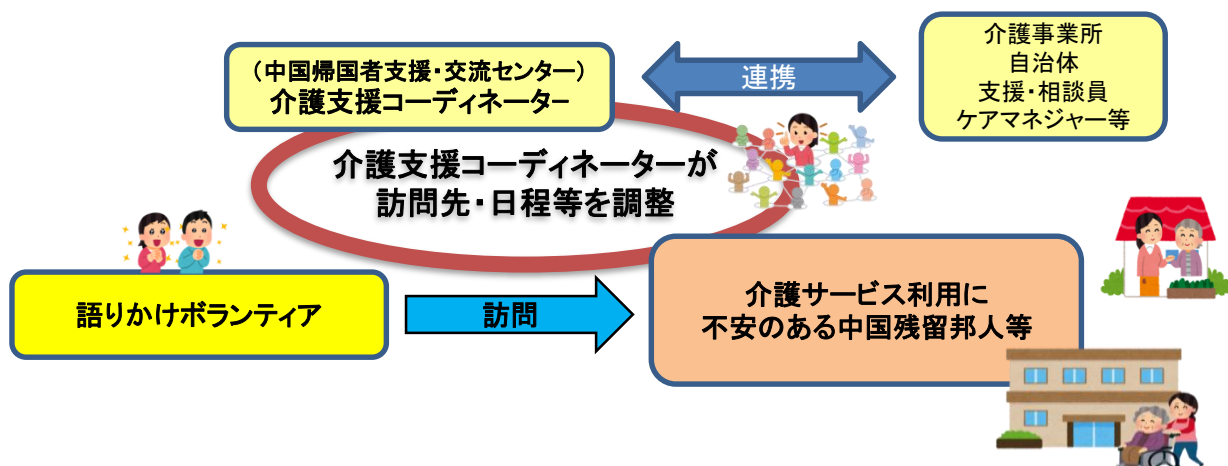 （中国帰国者支援・交流センター）
介護支援コーディネーター
連携
介護事業所
自治体
支援・相談員
ケアマネジャー等
介護支援コーディネーターが
訪問先・日程等を調整
語りかけボランティア
訪問
介護サービス利用に
不安のある中国残留邦人等